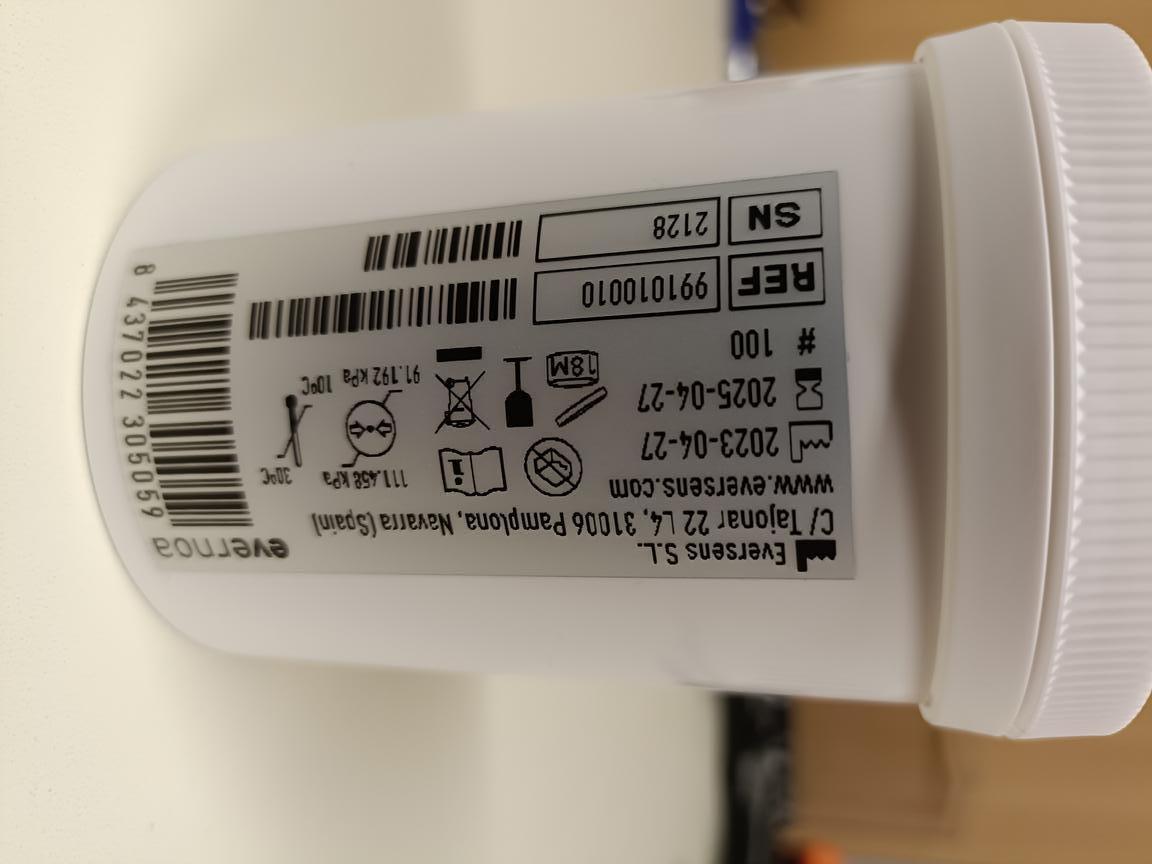 Eversens S.L.
C/ Tajonar 22 L4, 31006 Pamplona, Navarra (Spain)
www.eversens.com
evernoa
2023-04-27
2025-04-27
# 100
18M
111.458 kPa
91.192 kPa
30ºC
10ºC
REF 991010010
SN 2128
8 437022 305059